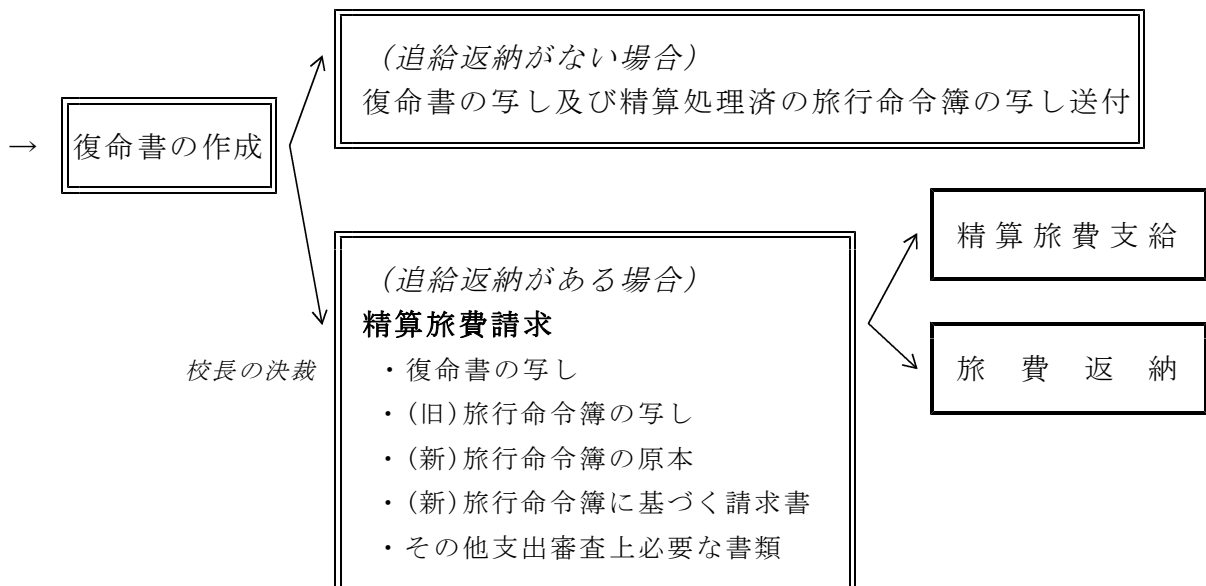 (追給返納がない場合)
復命書の写し及び精算処理済の旅行命令簿の写し送付
→ 復命書の作成
精算旅費支給
(追給返納がある場合)
精算旅費請求
校長の決裁
・復命書の写し
・(旧)旅行命令簿の写し
・(新)旅行命令簿の原本
・(新)旅行命令簿に基づく請求書
・その他支出審査上必要な書類
旅費返納